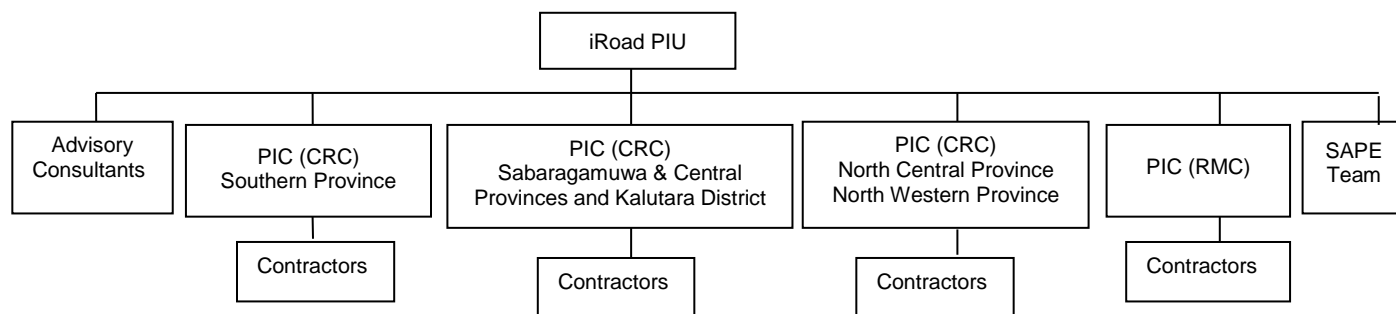 iRoad PIU
Advisory
Consultants
PIC (CRC)
Southern Province
PIC (CRC)
Sabaragamuwa & Central
Provinces and Kalutara District
PIC (CRC)
North Central Province
North Western Province
PIC (RMC)
SAPE
Team
Contractors
Contractors
Contractors
Contractors